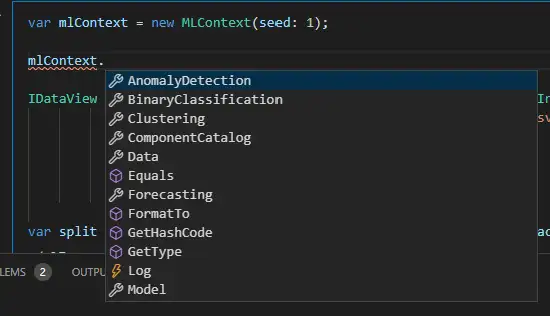 var mlContext = new MLContext(seed: 1);
mlContext.
AnomalyDetection
IDataView
In
BinaryClassification
sv
Clustering
ComponentCatalog
Data
Equals
Forecasting
FormatTo
var split
GetHashCode
ac
GetType
LEMS 2 OUTPU
Log
Model